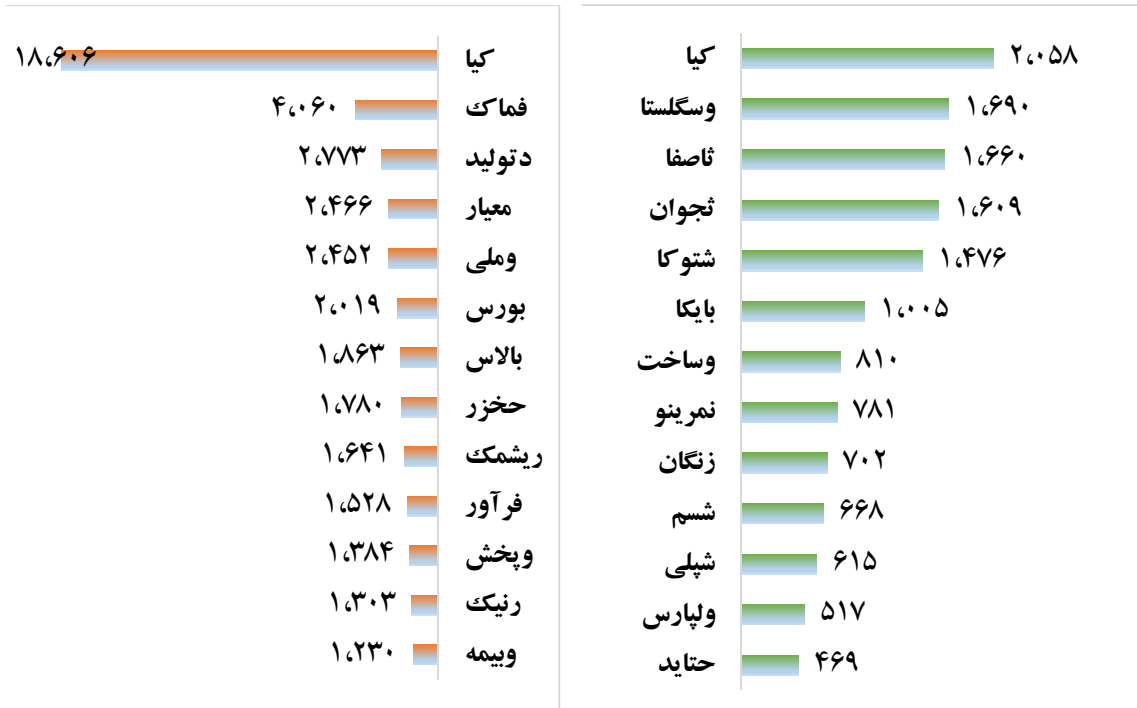 کیا ۲،۰۵۸
وسگلستا ۱،۶۹۰
ثاصفا ۱،۶۶۰
ثجوان ۱،۶۰۹
شتوکا ۱،۴۷۶
بایکا ۱،۰۰۵
وساخت ۸۱۰
نمرینو ۷۸۱
زنگان ۷۰۲
شسم ۶۶۸
شپلی ۶۱۵
ولپارس ۵۱۷
حتاید ۴۶۹
کیا ۱۸،۶۰۶
فماک ۴،۰۶۰
دتولید ۲،۷۷۳
معیار ۲،۴۶۶
وملی ۲،۴۵۲
بورس ۲،۰۱۹
بالاس ۱،۸۶۳
حخزر ۱،۷۸۰
ریشمک ۱،۶۴۱
فرآور ۱،۵۲۸
وپخش ۱،۳۸۴
رنیک ۱،۳۰۳
وبیمه ۱،۲۳۰